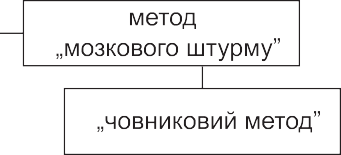 метод
„мозкового штурму”
„човниковий метод”